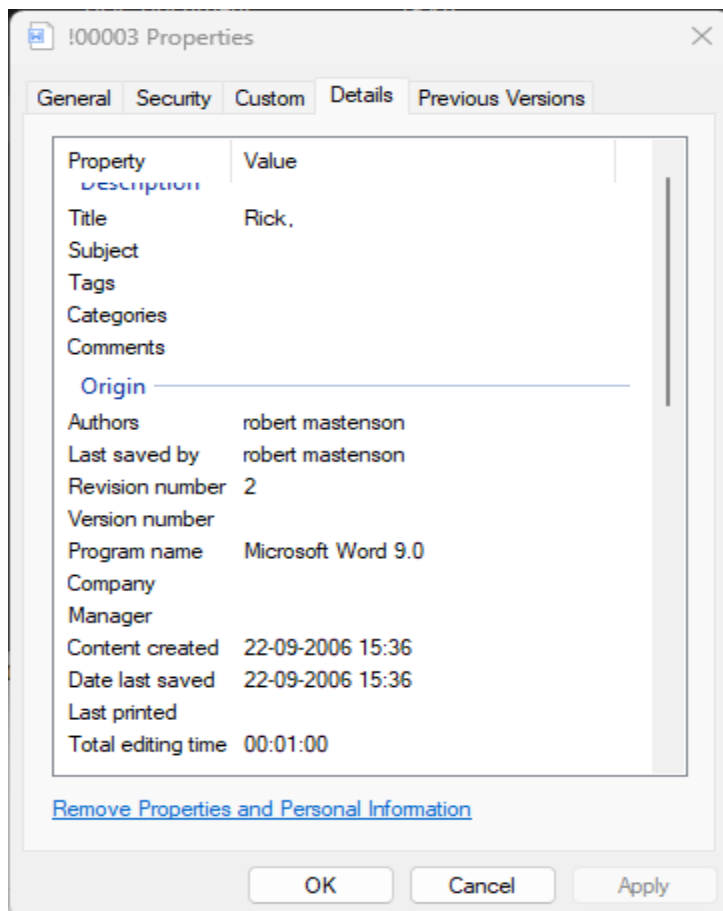 !00003 Properties
General Security Custom Details Previous Versions
Property Value
Description
Title Rick,
Subject
Tags
Categories
Comments
Origin
Authors robert mastenson
Last saved by robert mastenson
Revision number 2
Version number
Program name Microsoft Word 9.0
Company
Manager
Content created 22-09-2006 15:36
Date last saved 22-09-2006 15:36
Last printed
Total editing time 00:01:00
Remove Properties and Personal Information
OK Cancel Apply